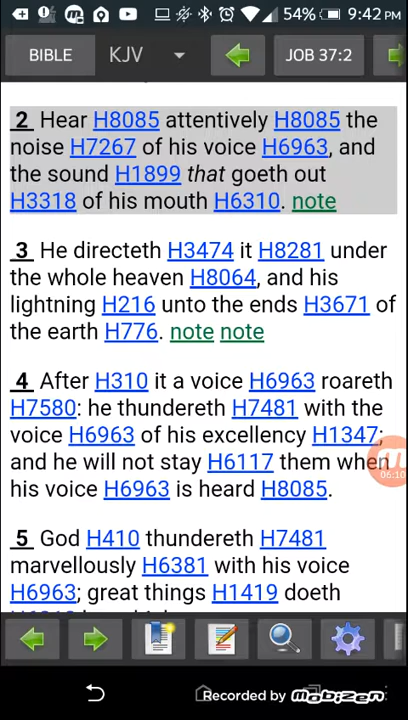 54% 9:42 PM
BIBLE KJV JOB 37:2
2 Hear H8085 attentively H8085 the
noise H7267 of his voice H6963, and
the sound H1899 that goeth out
H3318 of his mouth H6310. note
3 He directeth H3474 it H8281 under
the whole heaven H8064, and his
lightning H216 unto the ends H3671 of
the earth H776. note note
4 After H310 it a voice H6963 roareth
H7580: he thundereth H7481 with the
voice H6963 of his excellency H1347;
and he will not stay H6117 them when
his voice H6963 is heard H8085.
06:10
5 God H410 thundereth H7481
marvellously H6381 with his voice
H6963; great things H1419 doeth
Recorded by mobizen